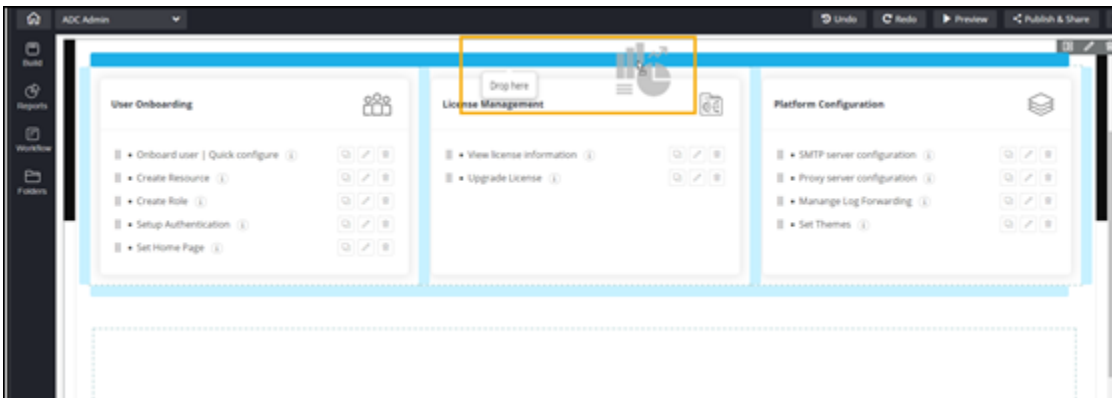 ADC Admin
Undo
Redo
Preview
Publish & Share
Build
Reports
Workflow
Folders
Drop here
User Onboarding
Onboard user | Quick configure
Create Resource
Create Role
Setup Authentication
Set Home Page
License Management
View license information
Upgrade License
Platform Configuration
SMTP server configuration
Proxy server configuration
Manange Log Forwarding
Set Themes